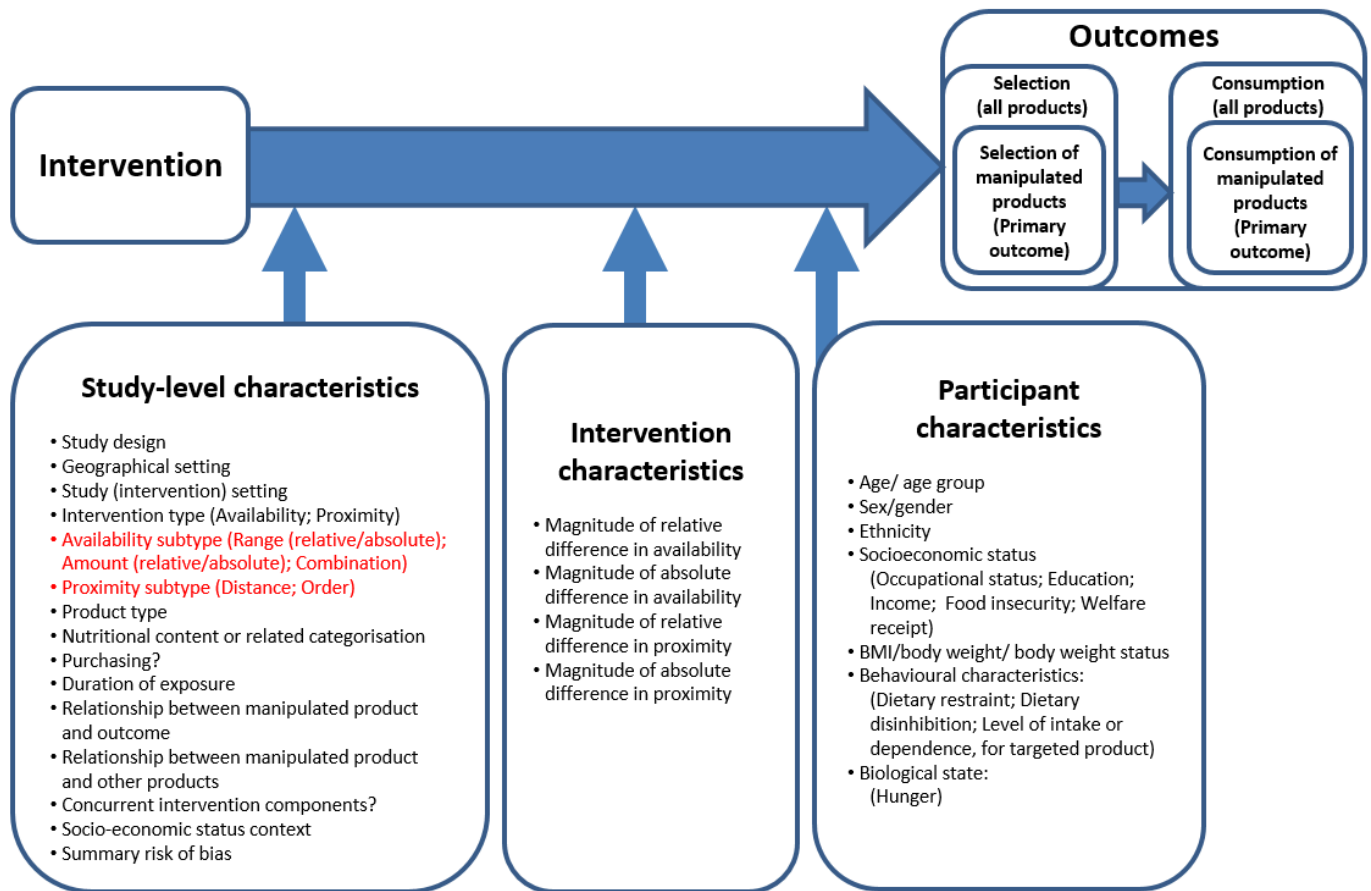 Outcomes
Selection
(all products)
Selection of
manipulated
products
(Primary
outcome)
Consumption
(all products)
Consumption of
manipulated
products
(Primary
outcome)
Intervention
Study-level characteristics
• Study design
• Geographical setting
• Study (intervention) setting
• Intervention type (Availability; Proximity)
• Availability subtype (Range (relative/absolute);
Amount (relative/absolute); Combination)
• Proximity subtype (Distance; Order)
• Product type
• Nutritional content or related categorisation
• Purchasing?
• Duration of exposure
• Relationship between manipulated product
and outcome
• Relationship between manipulated product
and other products
• Concurrent intervention components?
• Socio-economic status context
• Summary risk of bias
Intervention
characteristics
• Magnitude of relative
difference in availability
• Magnitude of absolute
difference in availability
• Magnitude of relative
difference in proximity
• Magnitude of absolute
difference in proximity
Participant
characteristics
• Age/ age group
• Sex/gender
• Ethnicity
• Socioeconomic status
(Occupational status; Education;
Income; Food insecurity; Welfare
receipt)
• BMI/body weight/ body weight status
• Behavioural characteristics:
(Dietary restraint; Dietary
disinhibition; Level of intake or
dependence, for targeted product)
• Biological state:
(Hunger)